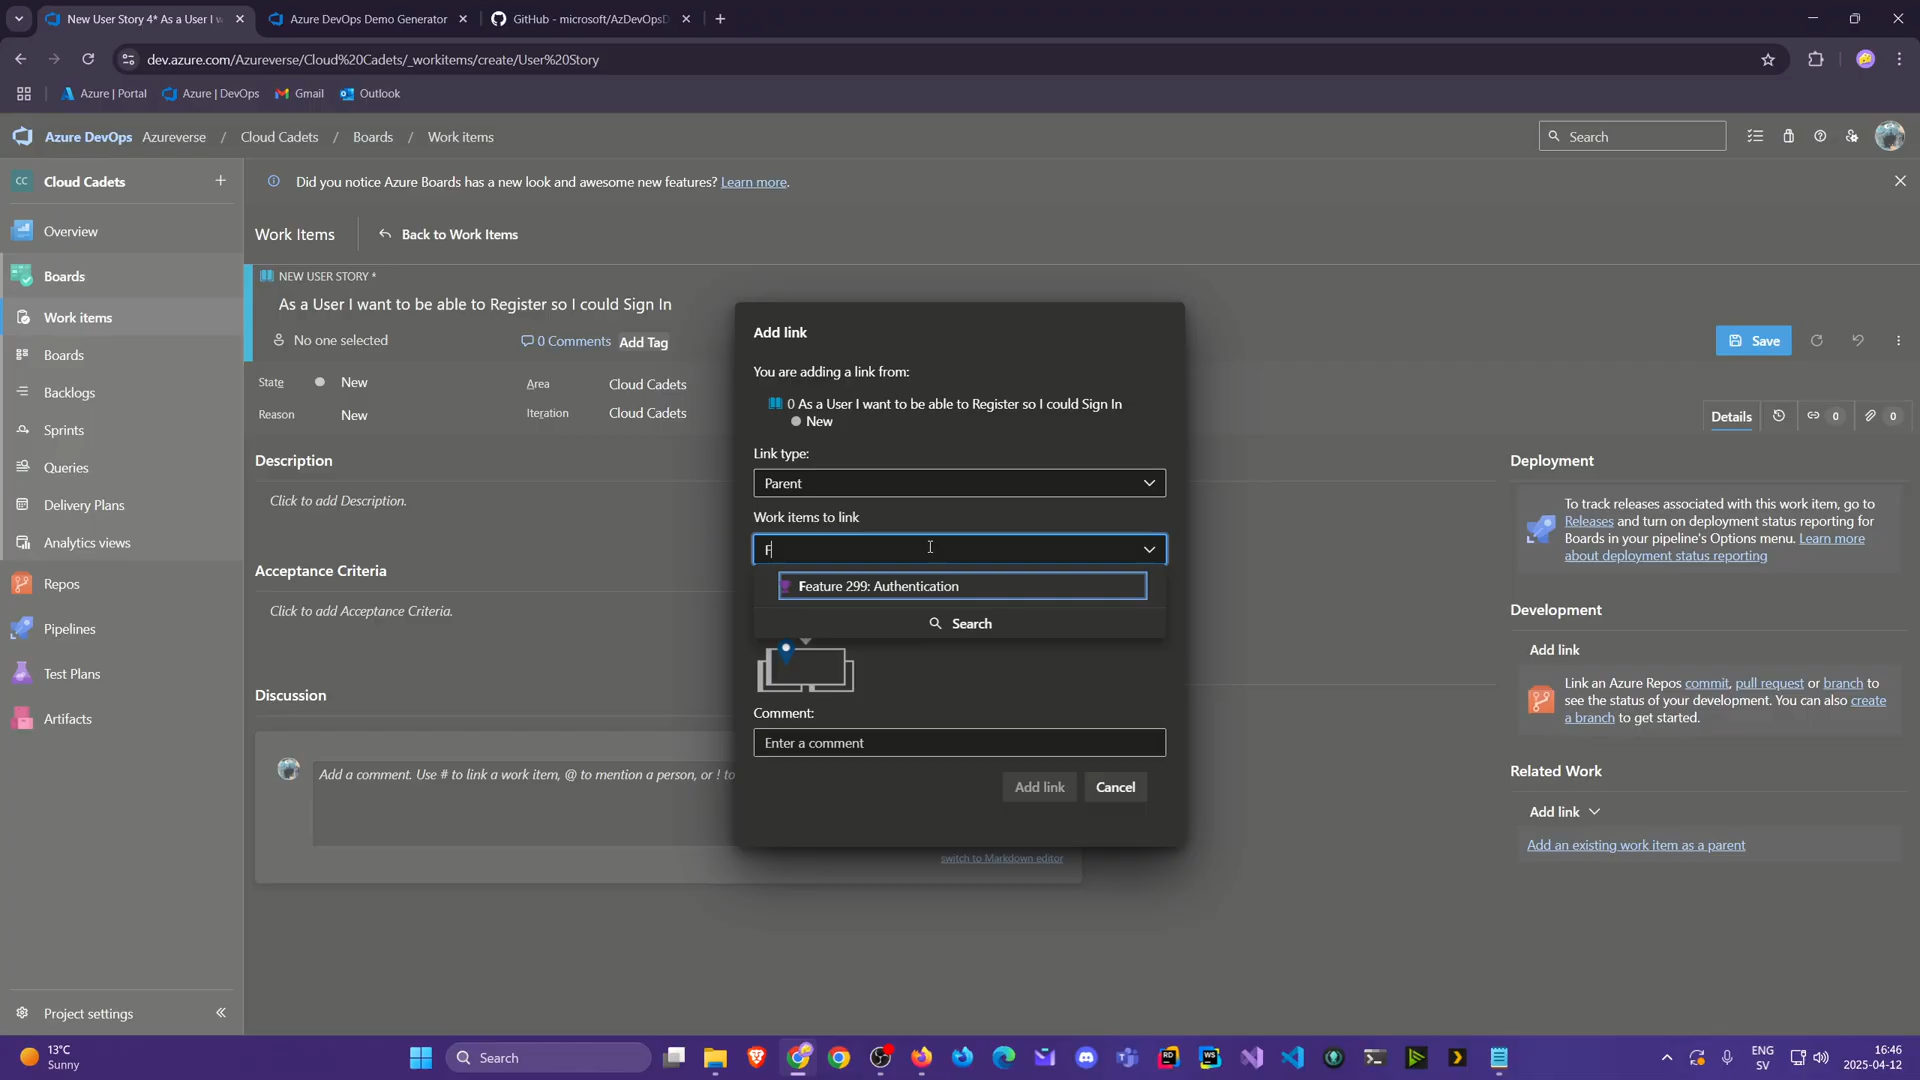 New User Story 4* As a User I w
Azure DevOps Demo Generator
GitHub - microsoft/AzDevOpsD
dev.azure.com/Azureverse/Cloud%20Cadets/_workitems/create/User%20Story
Azure | Portal
Azure | DevOps
Gmail
Outlook
Azure DevOps Azureverse / Cloud Cadets / Boards / Work items
Search
CC Cloud Cadets
Did you notice Azure Boards has a new look and awesome new features? Learn more.
Overview
Boards
Work items
Boards
Backlogs
Sprints
Queries
Delivery Plans
Analytics views
Repos
Pipelines
Test Plans
Artifacts
Project settings
Work Items
Back to Work Items
NEW USER STORY *
As a User I want to be able to Register so I could Sign In
No one selected
0 Comments
Add Tag
Save
State New
Area Cloud Cadets
Reason New
Iteration Cloud Cadets
Details
0
0
Description
Click to add Description.
Acceptance Criteria
Click to add Acceptance Criteria.
Discussion
Add a comment. Use # to link a work item, @ to mention a person, or ! to
switch to Markdown editor
Add link
You are adding a link from:
0 As a User I want to be able to Register so I could Sign In
New
Link type:
Parent
Work items to link
F
Feature 299: Authentication
Search
Comment:
Enter a comment
Add link
Cancel
Deployment
To track releases associated with this work item, go to
Releases and turn on deployment status reporting for
Boards in your pipeline's Options menu. Learn more
about deployment status reporting
Development
Add link
Link an Azure Repos commit, pull request or branch to
see the status of your development. You can also create
a branch to get started.
Related Work
Add link
Add an existing work item as a parent
13°C
Sunny
Search
RD
WS
ENG
SV
16:46
2025-04-12